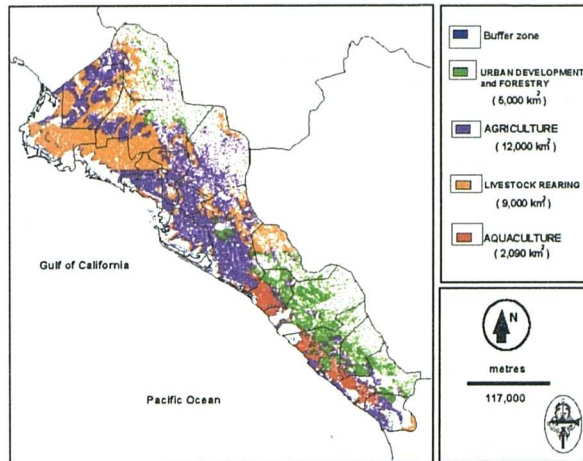 Gulf of California
Pacific Ocean
Buffer zone
URBAN DEVELOPMENT
and FORESTRY
( 5,000 km²)
AGRICULTURE
( 12,000 km²)
LIVESTOCK REARING
( 9,000 km²)
AQUACULTURE
( 2,090 km²)
N
metres
117,000